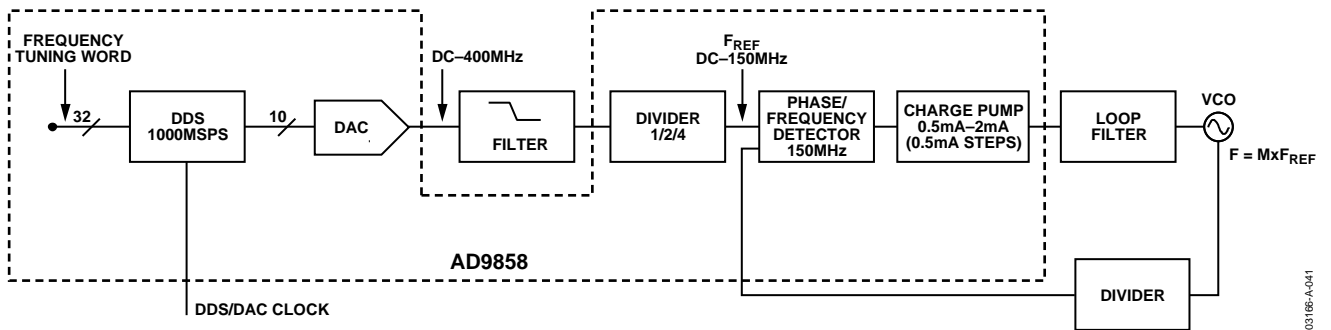 FREQUENCY
TUNING WORD
32
DDS
1000MSPS
10
DAC
DC–400MHz
FILTER
DIVIDER
1/2/4
FREF
DC–150MHz
PHASE/
FREQUENCY
DETECTOR
150MHz
CHARGE PUMP
0.5mA–2mA
(0.5mA STEPS)
LOOP
FILTER
VCO
F = MxFREF
AD9858
DDS/DAC CLOCK
DIVIDER
03166-A-041